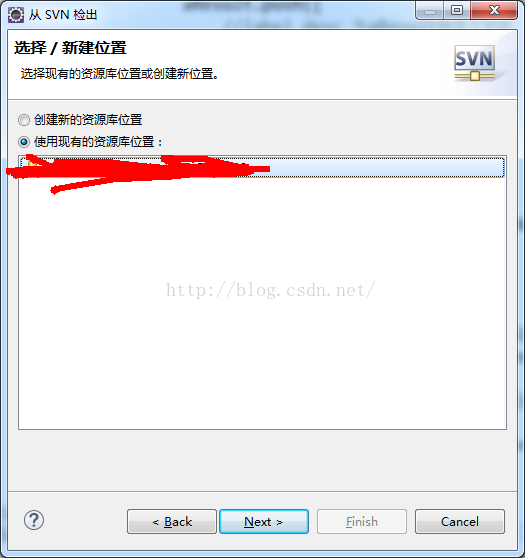 从 SVN 检出
选择 / 新建位置
选择现有的资源库位置或创建新位置。
SVN
创建新的资源库位置
使用现有的资源库位置：
http://blog.csdn.net/
?
< Back
Next >
Finish
Cancel